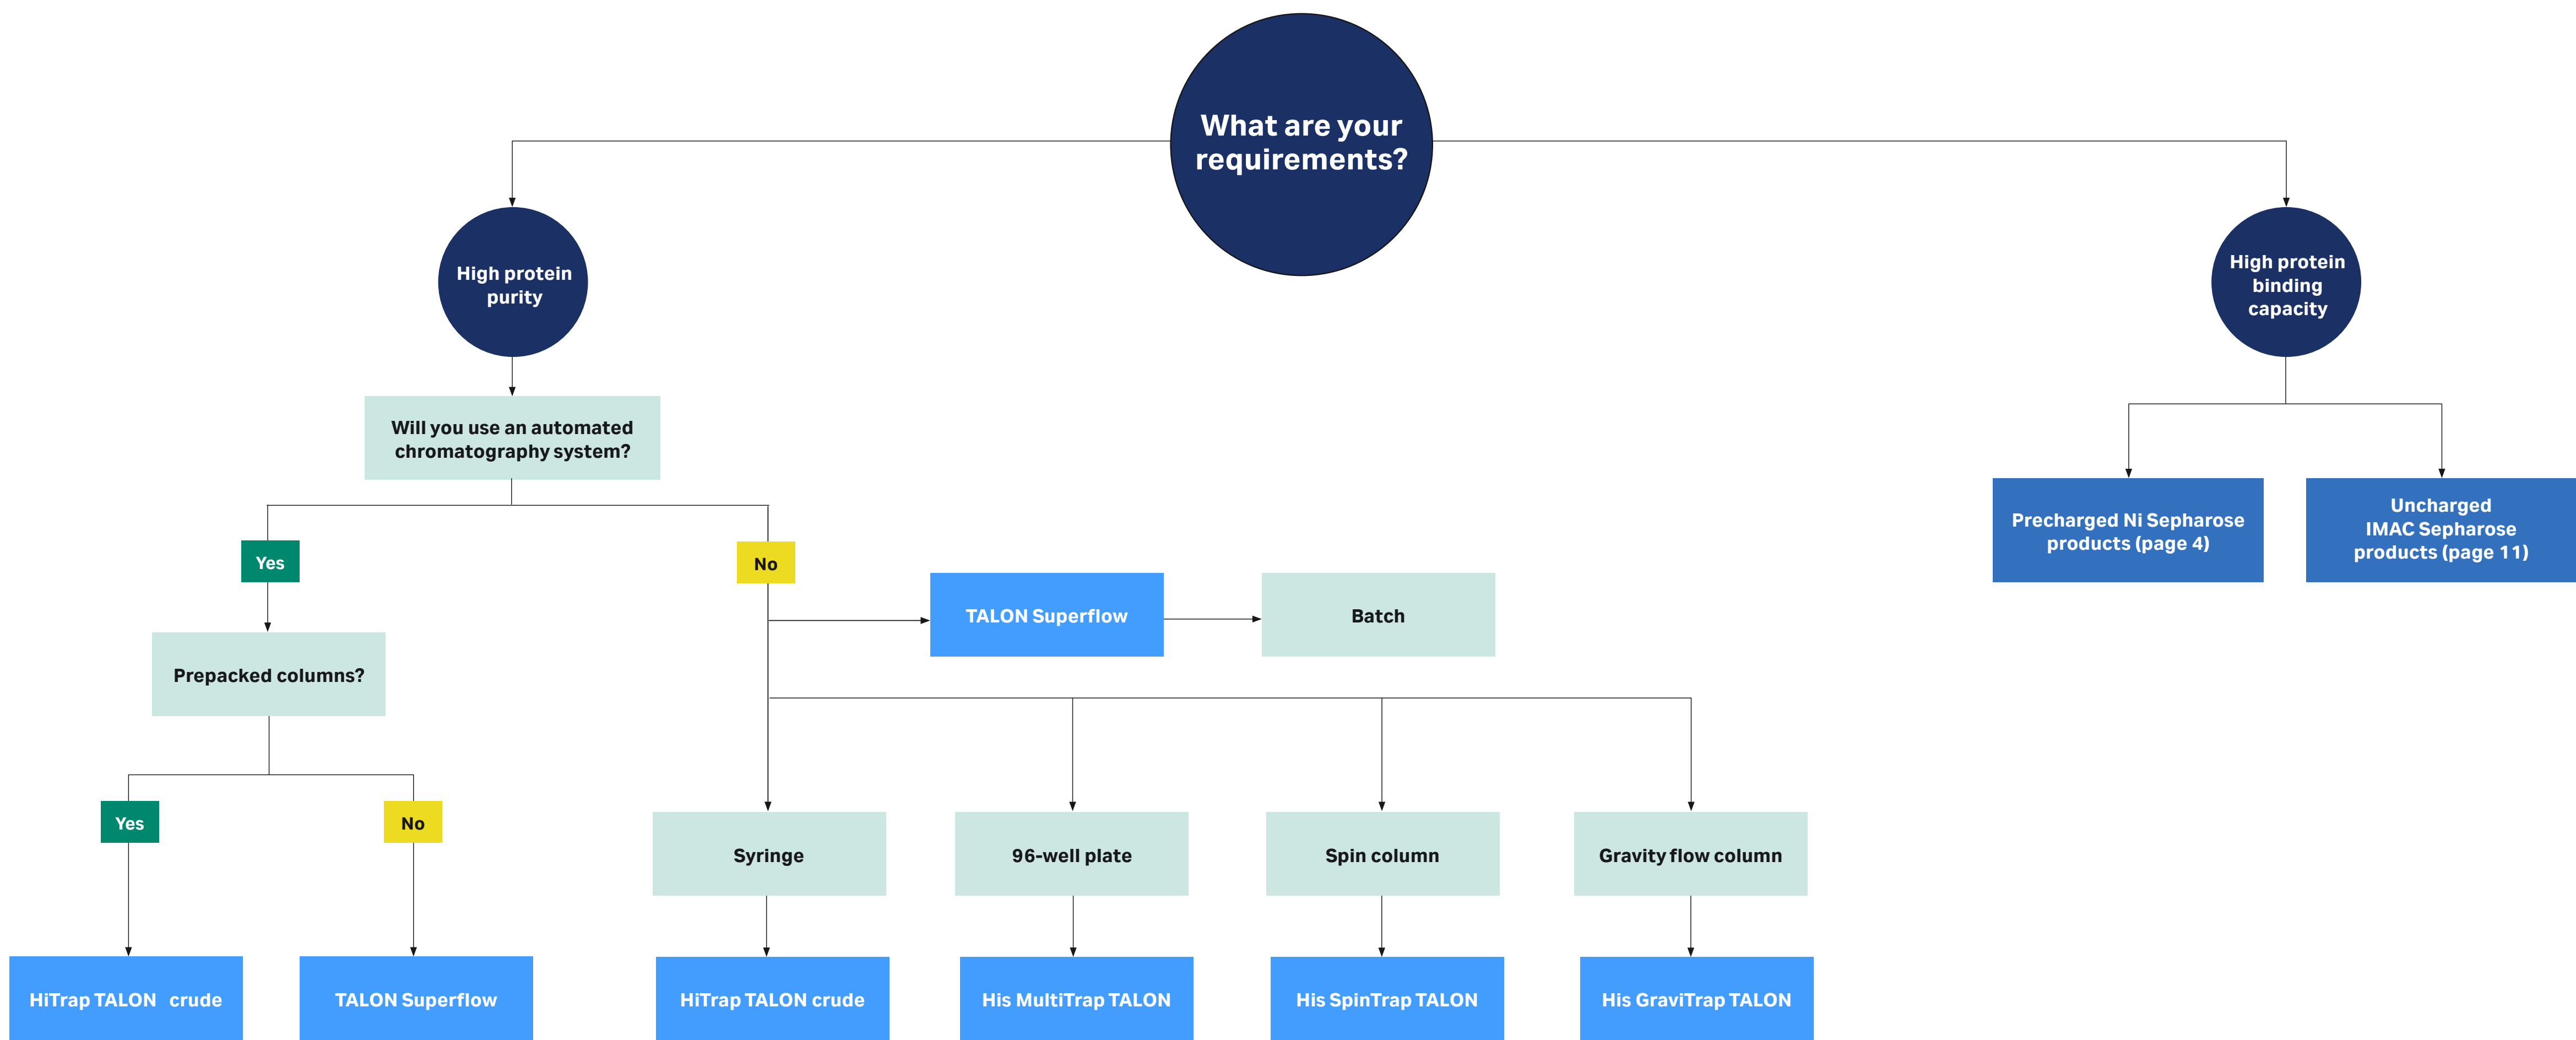 What are your
requirements?
High protein
purity
High protein
binding
capacity
Will you use an automated
chromatography system?
Precharged Ni Sepharose
products (page 4)
Uncharged
IMAC Sepharose
products (page 11)
Yes
No
TALON Superflow
Batch
Prepacked columns?
Yes
No
Syringe
96-well plate
Spin column
Gravity flow column
HiTrap TALON crude
TALON Superflow
HiTrap TALON crude
His MultiTrap TALON
His SpinTrap TALON
His GraviTrap TALON